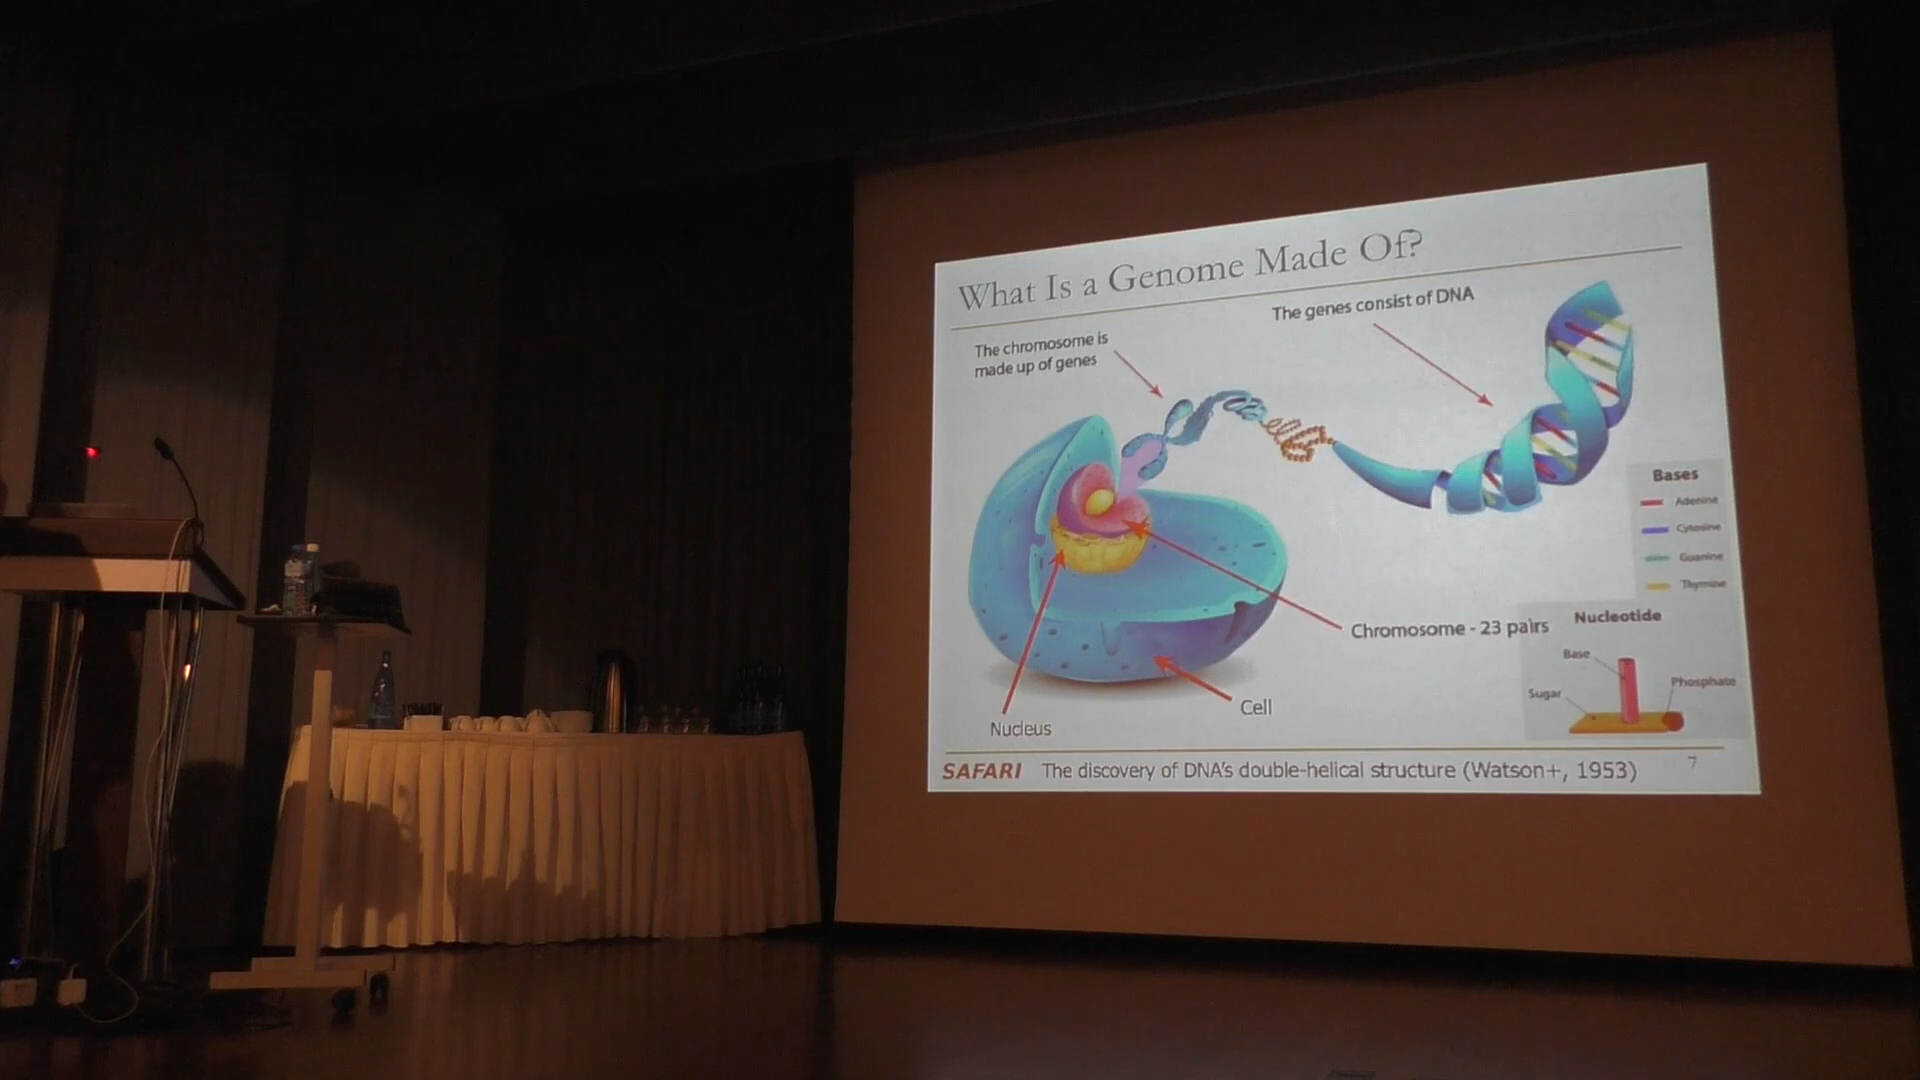 What Is a Genome Made Of?
The genes consist of DNA
The chromosome is
made up of genes
Bases
Adenine
Cytosine
Guanine
Thymine
Nucleotide
Chromosome - 23 pairs
Base
Phosphate
Sugar
Cell
Nucleus
SAFARI The discovery of DNA's double-helical structure (Watson+, 1953) 7